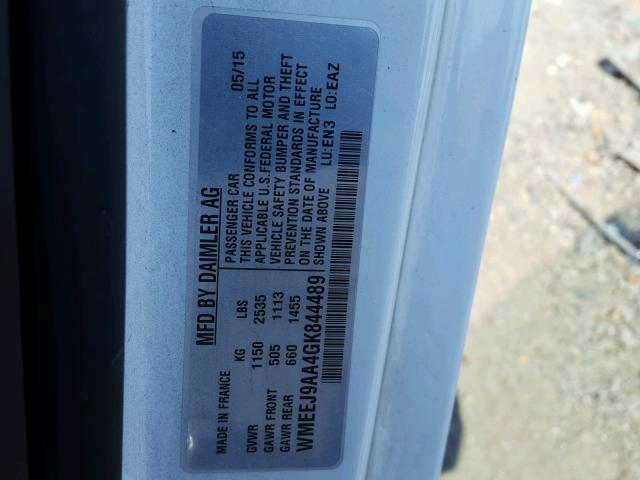 MFD BY DAIMLER AG
MADE IN FRANCE
KG LBS
GVWR 1150 2535
GAWR FRONT 505 1113
GAWR REAR 660 1455
PASSENGER CAR 05/15
THIS VEHICLE CONFORMS TO ALL
APPLICABLE U.S.FEDERAL MOTOR
VEHICLE SAFETY BUMPER AND THEFT
PREVENTION STANDARDS IN EFFECT
ON THE DATE OF MANUFACTURE
SHOWN ABOVE LU:EN3 LO:EAZ
WMEEJ9AA4GK844489